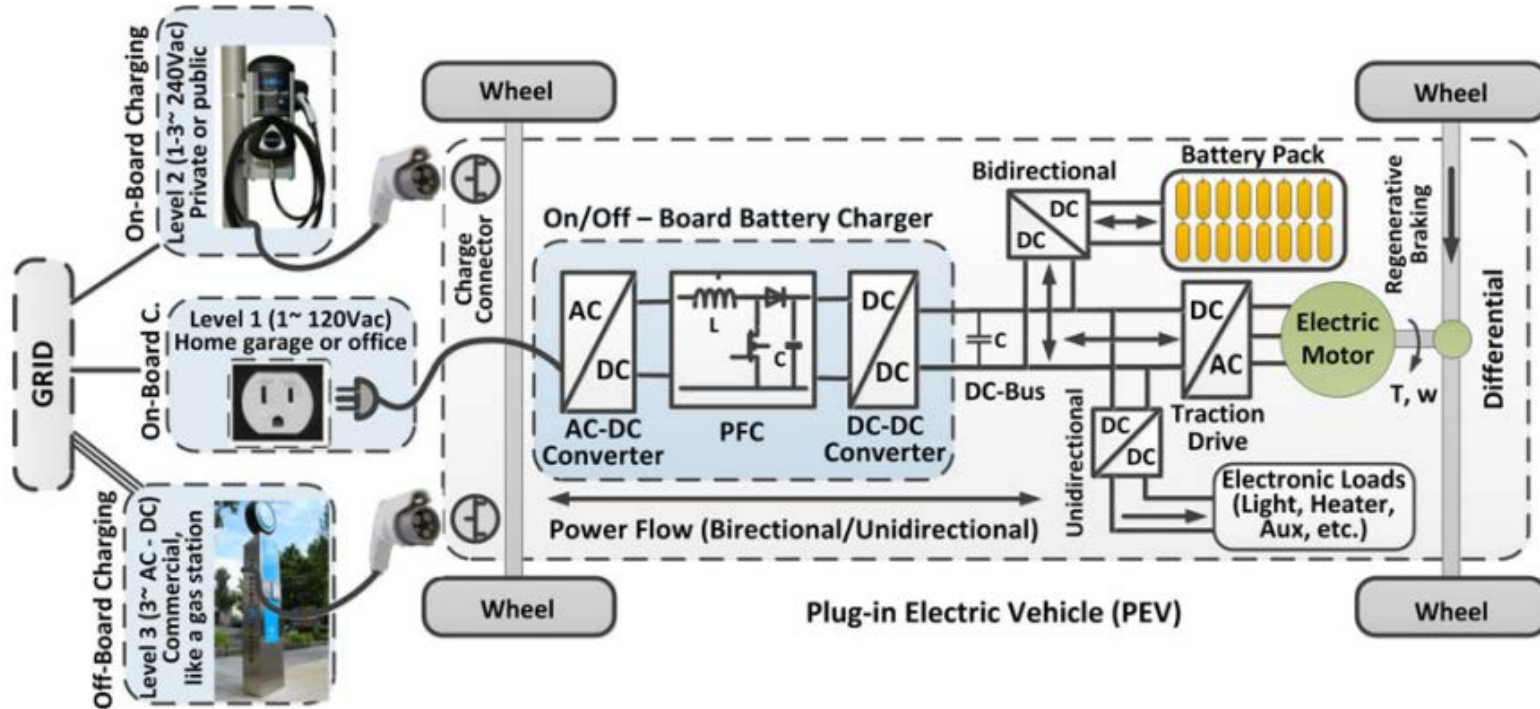 On-Board Charging
Level 2 (1-3~ 240Vac)
Private or public
GRID
On-Board C.
Level 1 (1~ 120Vac)
Home garage or office
Off-Board Charging
Level 3 (3~ AC - DC)
Commercial,
like a gas station
Wheel
Wheel
Charge
Connector
On/Off – Board Battery Charger
AC
DC
AC-DC
Converter
L
C
PFC
DC
DC
DC-DC
Converter
Power Flow (Birectional/Unidirectional)
C
DC-Bus
Bidirectional
DC
DC
Battery Pack
DC
AC
Traction
Drive
Electric
Motor
Unidirectional
DC
DC
Electronic Loads
(Light, Heater,
Aux, etc.)
Regenerative
Braking
T, w
Differential
Wheel
Wheel
Plug-in Electric Vehicle (PEV)